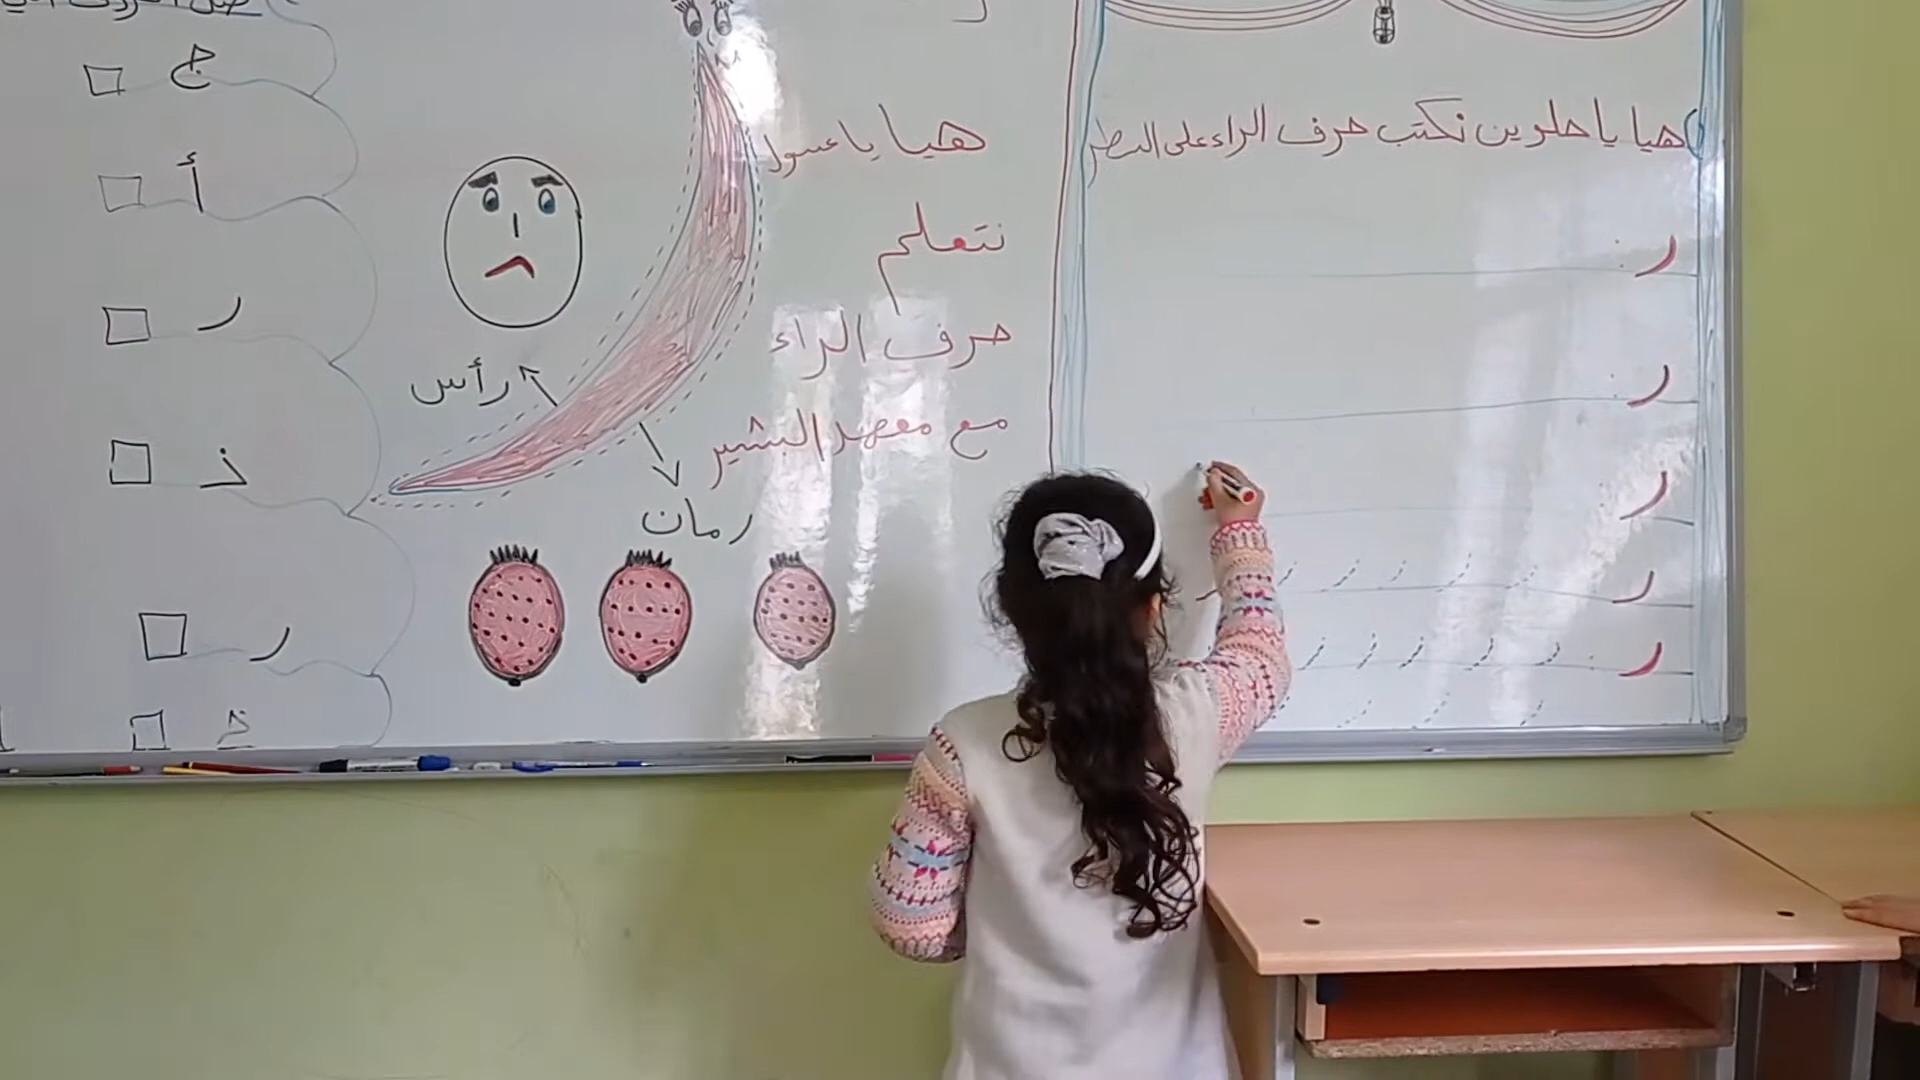 هيا يا حلوين نكتب حرف الراء على السطر
ر
ر
ر
ر
ر
هيا يا عسول
نتعلم
حرف الراء
مع معهد البشير
رأس
رمان
ج
أ
ر
ز
ر